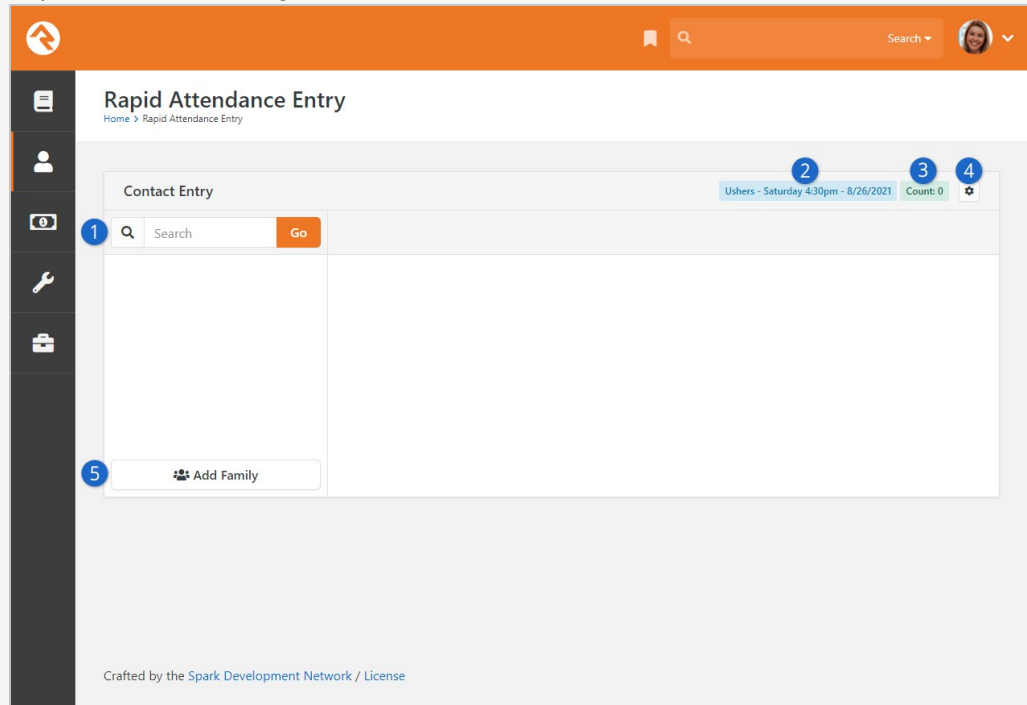 Search
Rapid Attendance Entry
Home > Rapid Attendance Entry
2 3 4
Contact Entry Ushers - Saturday 4:30pm - 8/26/2021 Count: 0
1 Search Go
5 Add Family
Crafted by the Spark Development Network / License